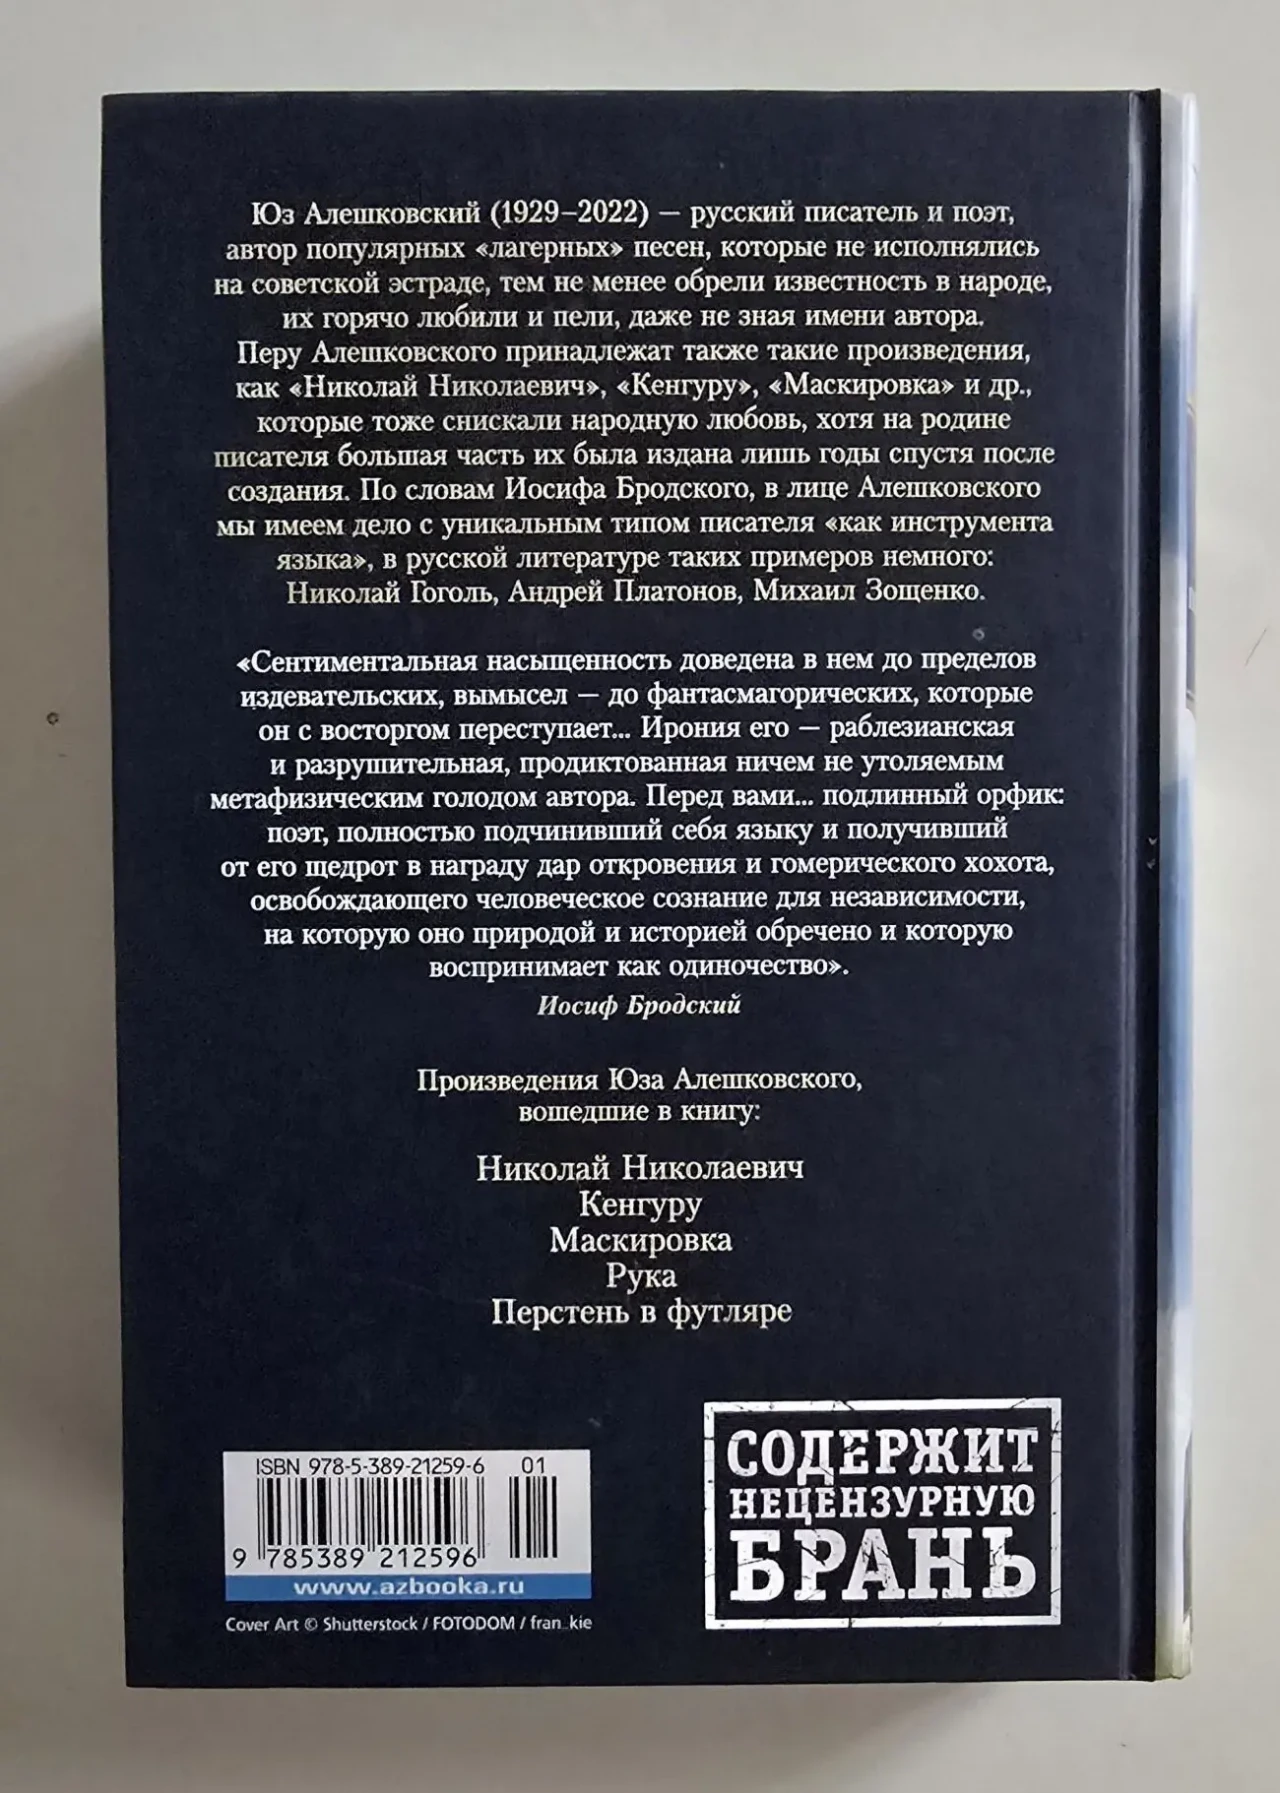 Юз Алешковский (1929–2022) — русский писатель и поэт,
автор популярных «лагерных» песен, которые не исполнялись
на советской эстраде, тем не менее обрели известность в народе,
их горячо любили и пели, даже не зная имени автора.
Перу Алешковского принадлежат также такие произведения,
как «Николай Николаевич», «Кенгуру», «Маскировка» и др.,
которые тоже снискали народную любовь, хотя на родине
писателя большая часть их была издана лишь годы спустя после
создания. По словам Иосифа Бродского, в лице Алешковского
мы имеем дело с уникальным типом писателя «как инструмента
языка», в русской литературе таких примеров немного:
Николай Гоголь, Андрей Платонов, Михаил Зощенко.
«Сентиментальная насыщенность доведена в нем до пределов
издевательских, вымысел — до фантасмагорических, которые
он с восторгом переступает... Ирония его — раблезианская
и разрушительная, продиктованная ничем не утоляемым
метафизическим голодом автора. Перед вами... подлинный орфик:
поэт, полностью подчинивший себя языку и получивший
от его щедрот в награду дар откровения и гомерического хохота,
освобождающего человеческое сознание для независимости,
на которую оно природой и историей обречено и которую
воспринимает как одиночество».
Иосиф Бродский
Произведения Юза Алешковского,
вошедшие в книгу:
Николай Николаевич
Кенгуру
Маскировка
Рука
Перстень в футляре
ISBN 978-5-389-21259-6 01
9 785389 212596
www.azbooka.ru
Cover Art © Shutterstock / FOTODOM / fran_kie
СОДЕРЖИТ
НЕЦЕНЗУРНУЮ
БРАНЬ